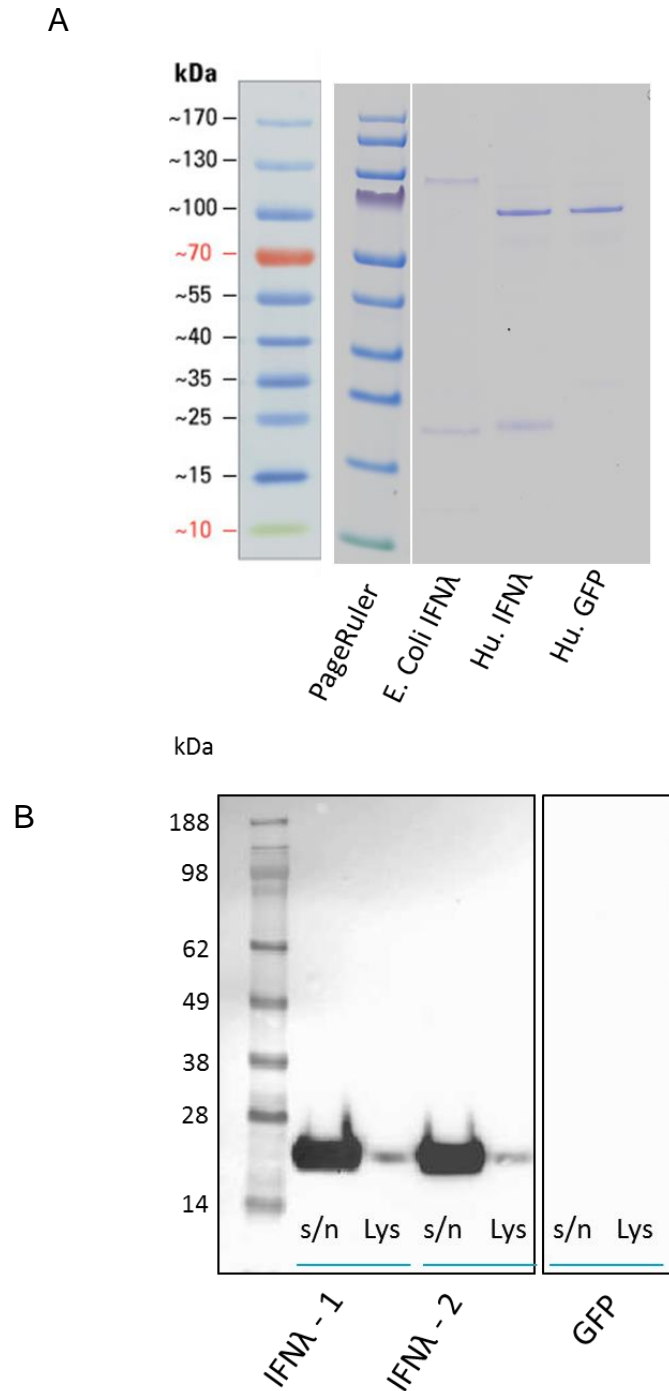 A
kDa
~170
~130
~100
~70
~55
~40
~35
~25
~15
~10
PageRuler
E. Coli IFNλ
Hu. IFNλ
Hu. GFP
kDa
B
188
98
62
49
38
28
14
s/n Lys s/n Lys s/n Lys
IFNλ - 1
IFNλ - 2
GFP